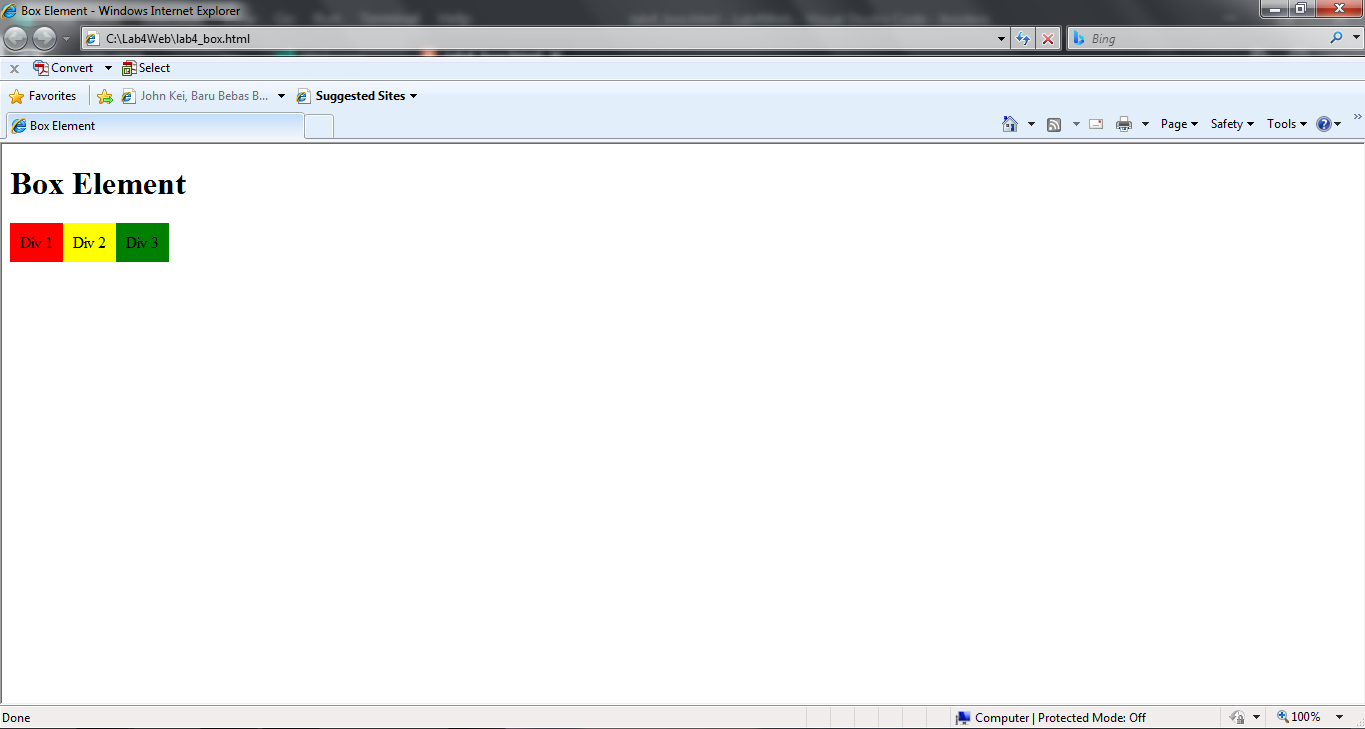 Box Element - Windows Internet Explorer
C:\Lab4Web\lab4_box.html
Bing
x Convert Select
Favorites John Kei, Baru Bebas B... Suggested Sites
Box Element Page Safety Tools
Box Element
Div 1 Div 2 Div 3
Done Computer | Protected Mode: Off 100%